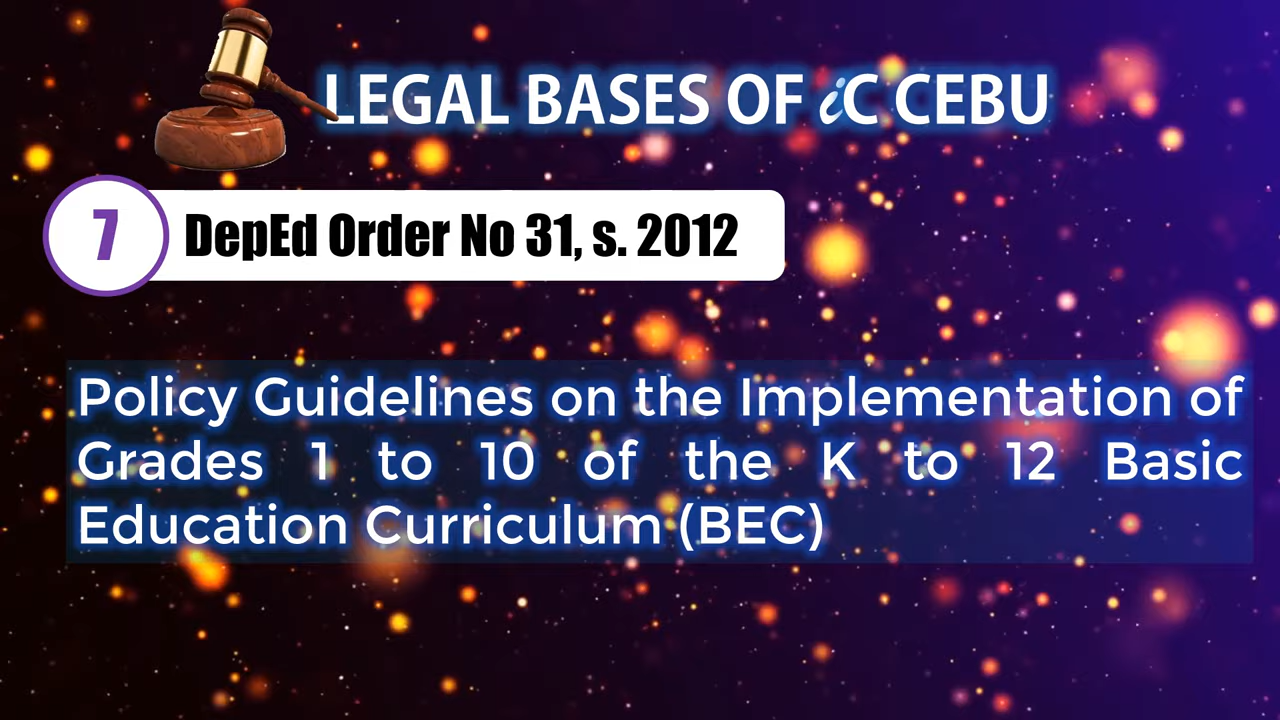 LEGAL BASES OF iC CEBU
7
DepEd Order No 31, s. 2012
Policy Guidelines on the Implementation of
Grades 1 to 10 of the K to 12 Basic
Education Curriculum (BEC)